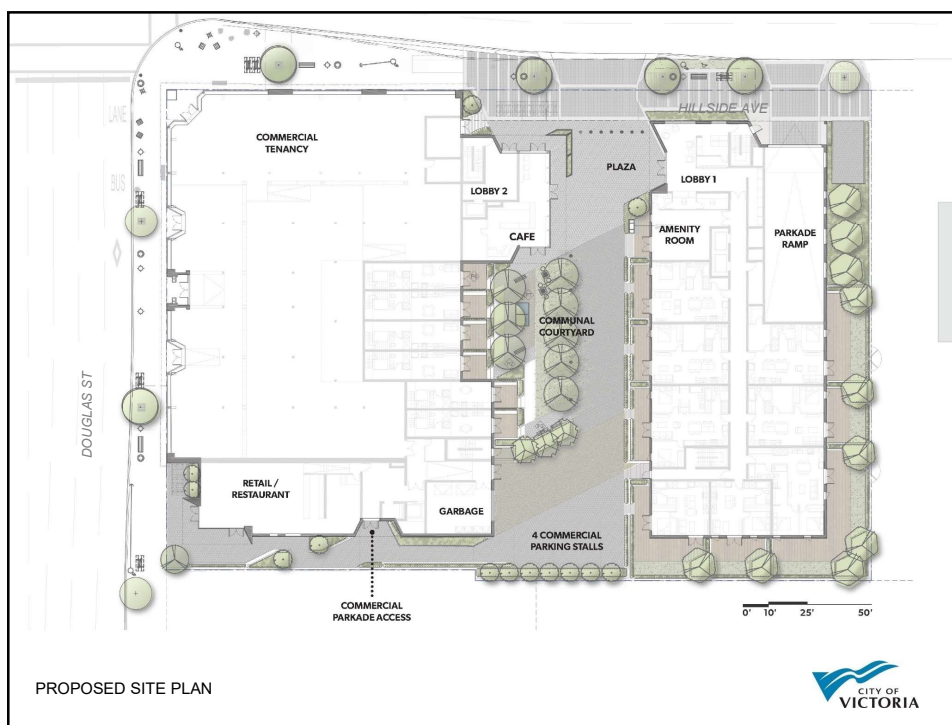 HILLSIDE AVE
LANE
BUS
COMMERCIAL
TENANCY
PLAZA
LOBBY 2
LOBBY 1
CAFE
AMENITY
ROOM
PARKADE
RAMP
COMMUNAL
COURTYARD
DOUGLAS ST
RETAIL /
RESTAURANT
GARBAGE
4 COMMERCIAL
PARKING STALLS
COMMERCIAL
PARKADE ACCESS
0' 10' 25' 50'
PROPOSED SITE PLAN
CITY OF
VICTORIA